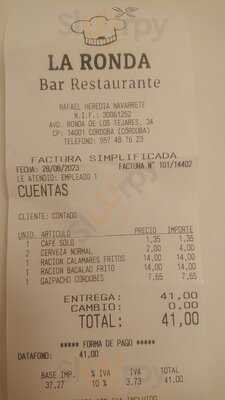 LA RONDA
Bar Restaurante
RAFAEL HEREDIA NAVARRETE
N.I.F.: 30061252
AVD. RONDA DE LOS TEJARES, 34
CP: 14001 CORDOBA (CORDOBA)
TELEFONO: 957 48 76 23
FACTURA SIMPLIFICADA
FECHA: 28/08/2023 FACTURA Nº 101/14402
LE ATENDIO: EMPLEADO 1
CUENTAS
CLIENTE: CONTADO
UNID. ARTICULO PRECIO IMPORTE
1 CAFE SOLO 1,35 1,35
2 CERVEZA NORMAL 2,00 4,00
1 RACION CALAMARES FRITOS 14,00 14,00
1 RACION BACALAO FRITO 14,00 14,00
1 GAZPACHO CORDOBES 7,65 7,65
ENTREGA: 41,00
CAMBIO: 0.00
TOTAL: 41,00
** FORMA DE PAGO **
DATAFONO: 41,00
BASE IMP. % IVA IVA TOTAL
37.27 10 % 3.73 41,00